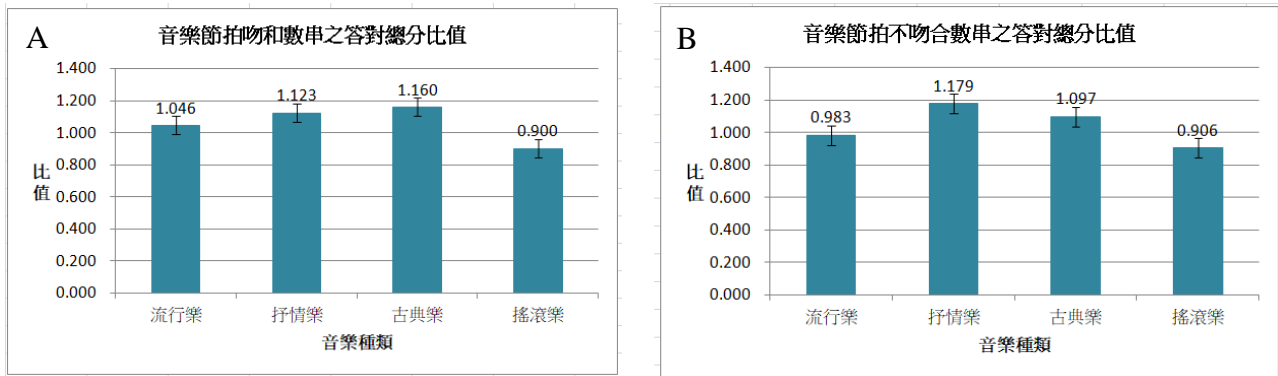 A
音樂節拍吻和數串之答對總分比值
1.400
1.200
1.000
0.800
0.600
0.400
0.200
0.000
比值
1.046
1.123
1.160
0.900
流行樂 抒情樂 古典樂 搖滾樂
音樂種類
B
音樂節拍不吻合數串之答對總分比值
1.400
1.200
1.000
0.800
0.600
0.400
0.200
0.000
比值
0.983
1.179
1.097
0.906
流行樂 抒情樂 古典樂 搖滾樂
音樂種類